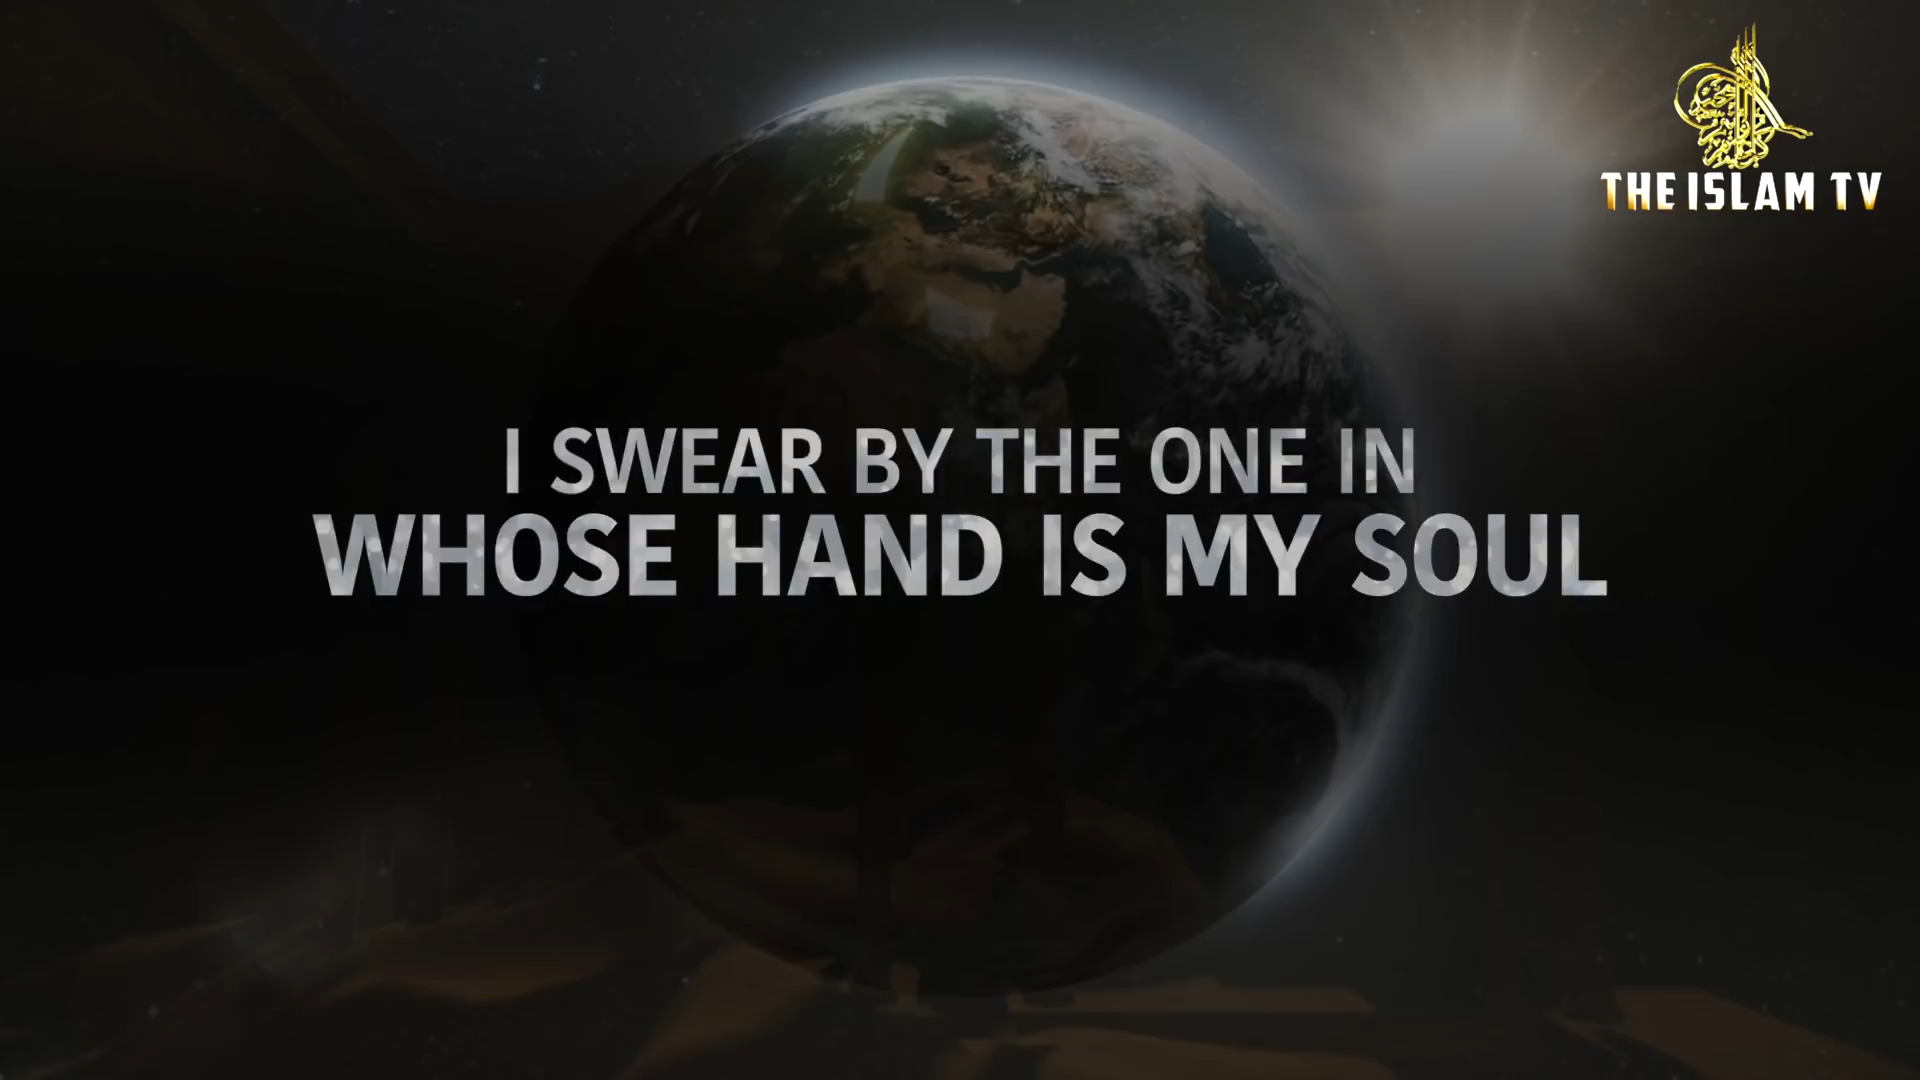 THE ISLAM TV
I SWEAR BY THE ONE IN
WHOSE HAND IS MY SOUL